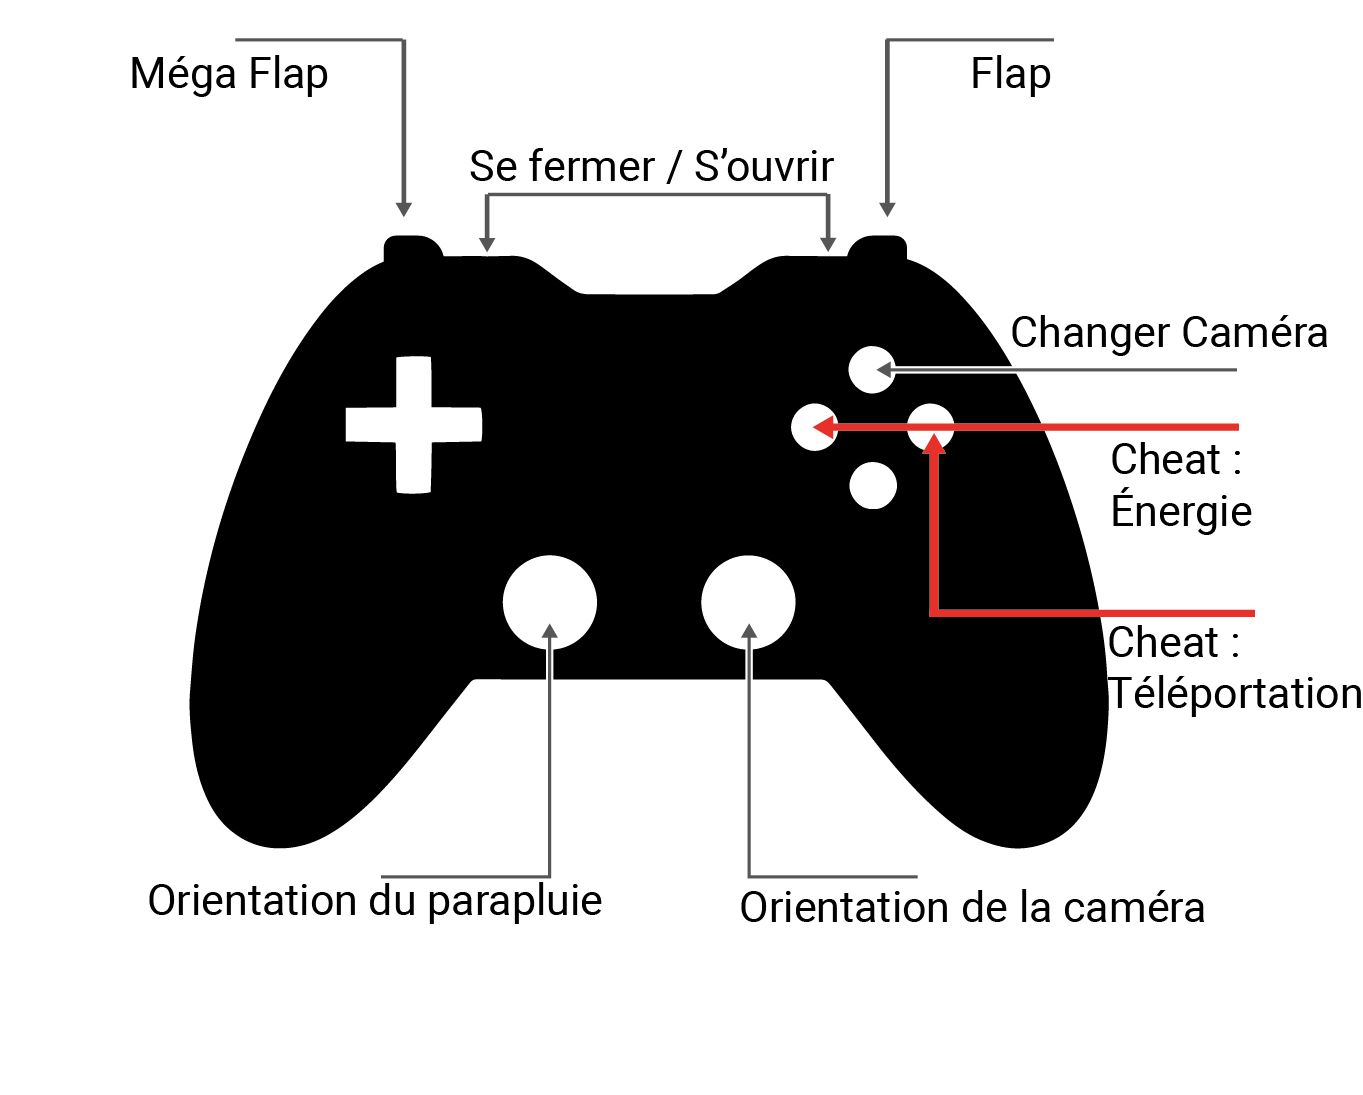 Méga Flap
Flap
Se fermer / S’ouvrir
Changer Caméra
Cheat :
Énergie
Cheat :
Téléportation
Orientation du parapluie
Orientation de la caméra